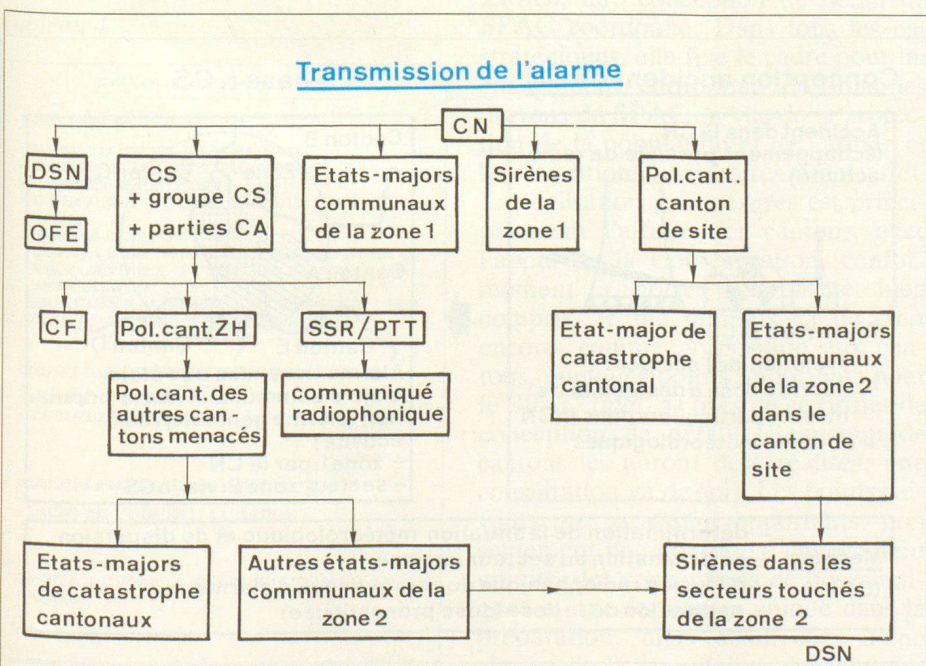 Transmission de l'alarme
CN
DSN
OFE
CS
+ groupe CS
+ parties CA
Etats-majors
communaux
de la zone 1
Sirènes
de la
zone 1
Pol.cant.
canton
de site
CF
Pol.cant.ZH
SSR/PTT
Etat-major de
catastrophe
cantonal
Etats-majors
communaux
de la zone 2
dans le
canton de
site
Pol.cant.des
autres can-
tons menacés
communiqué
radiophonique
Etats-majors
de catastrophe
cantonaux
Autres états-majors
commmunaux de la
zone 2
Sirènes dans les
secteurs touchés
de la zone 2
DSN